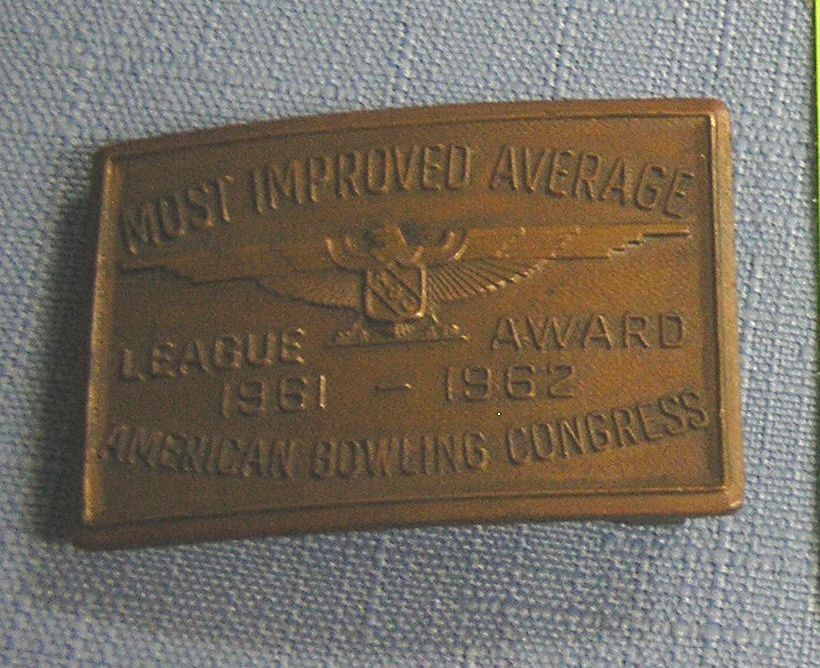 MOST IMPROVED AVERAGE
LEAGUE AWARD
1961 - 1962
AMERICAN BOWLING CONGRESS